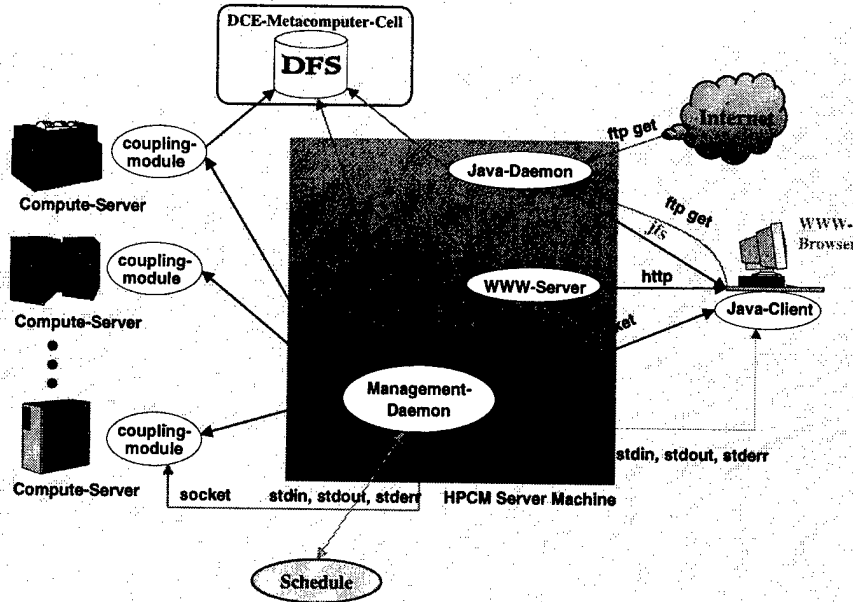 DCE-Metacomputer-Cell
DFS
coupling-
module
Compute-Server
Java-Daemon
ftp get
Internet
ftp get
jfs
WWW-
Browser
coupling-
module
Compute-Server
WWW-Server
http
Java-Client
Management-
Daemon
coupling-
module
Compute-Server
socket
stdin, stdout, stderr
HPCM Server Machine
stdin, stdout, stderr
Schedule